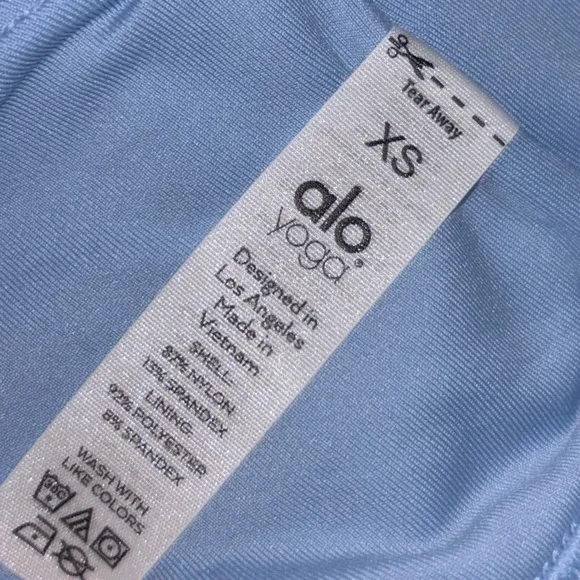 Tear Away
XS
alo
yoga
Designed in
Los Angeles
Made in
Vietnam
SHELL:
87% NYLON
13% SPANDEX
LINING:
92% POLYESTER
8% SPANDEX
WASH WITH
LIKE COLORS
30C